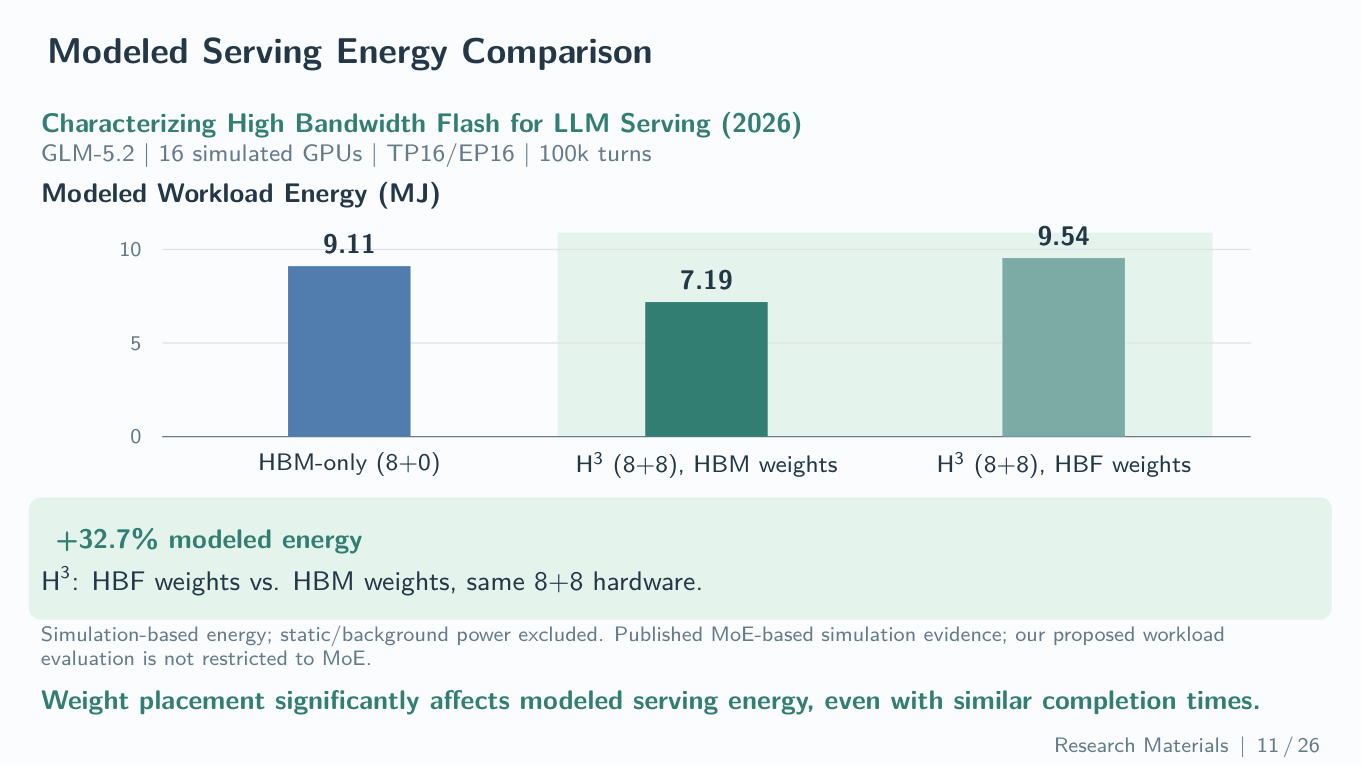 Modeled Serving Energy Comparison
Characterizing High Bandwidth Flash for LLM Serving (2026)
GLM-5.2 | 16 simulated GPUs | TP16/EP16 | 100k turns
Modeled Workload Energy (MJ)
10
5
0
9.11
7.19
9.54
HBM-only (8+0)
H³ (8+8), HBM weights
H³ (8+8), HBF weights
+32.7% modeled energy
H³: HBF weights vs. HBM weights, same 8+8 hardware.
Simulation-based energy; static/background power excluded. Published MoE-based simulation evidence; our proposed workload
evaluation is not restricted to MoE.
Weight placement significantly affects modeled serving energy, even with similar completion times.
Research Materials | 11 / 26